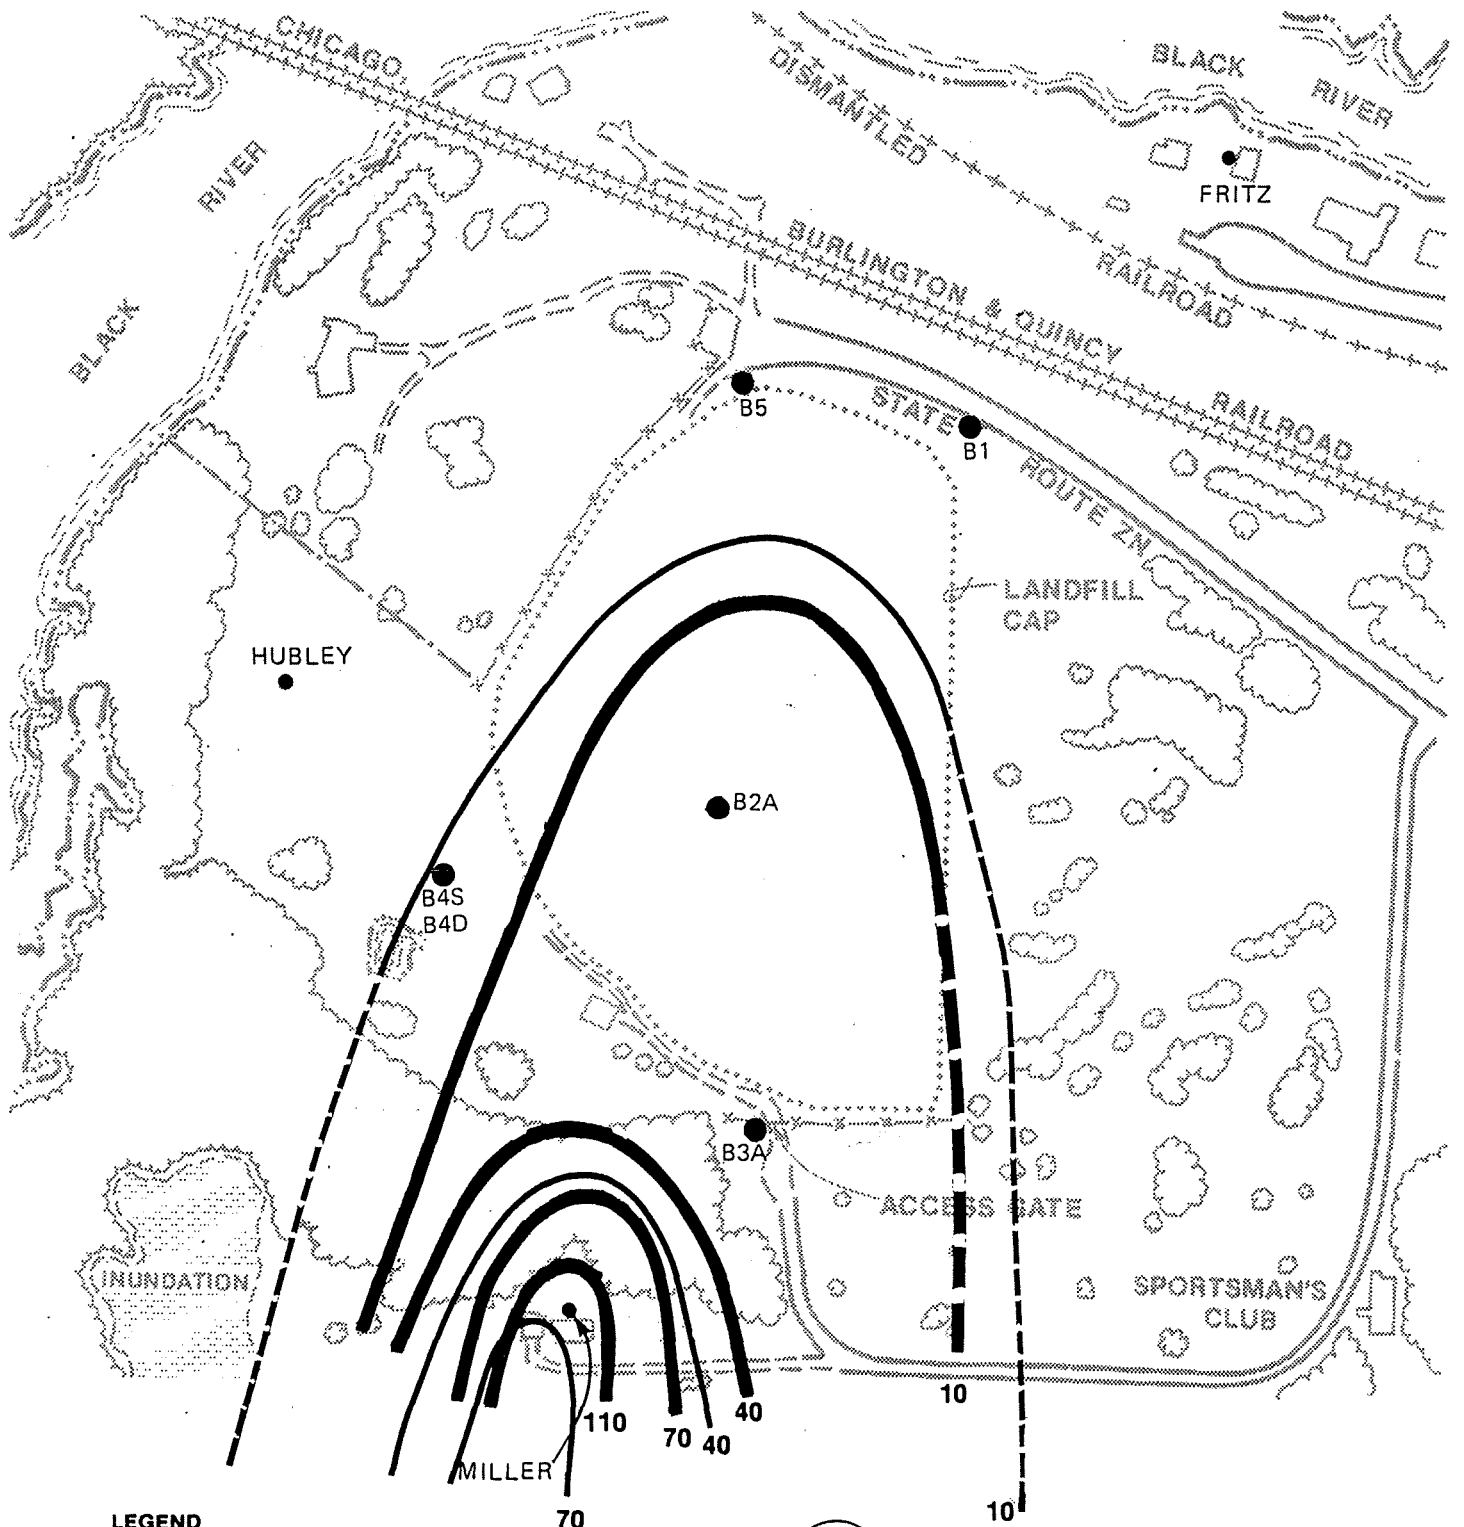 CHICAGO,
BLACK
RIVER
DISMANTLED
RIVER
FRITZ
BURLINGTON & QUINCY
RAILROAD
BLACK
RAILROAD
B5
STATE
B1
ROUTE ZN
LANDFILL
CAP
HUBLEY
B2A
B4S
B4D
B3A
ACCESS GATE
INUNDATION
SPORTSMAN'S
CLUB
10
110
70
40
40
MILLER
70
10
LEGEND